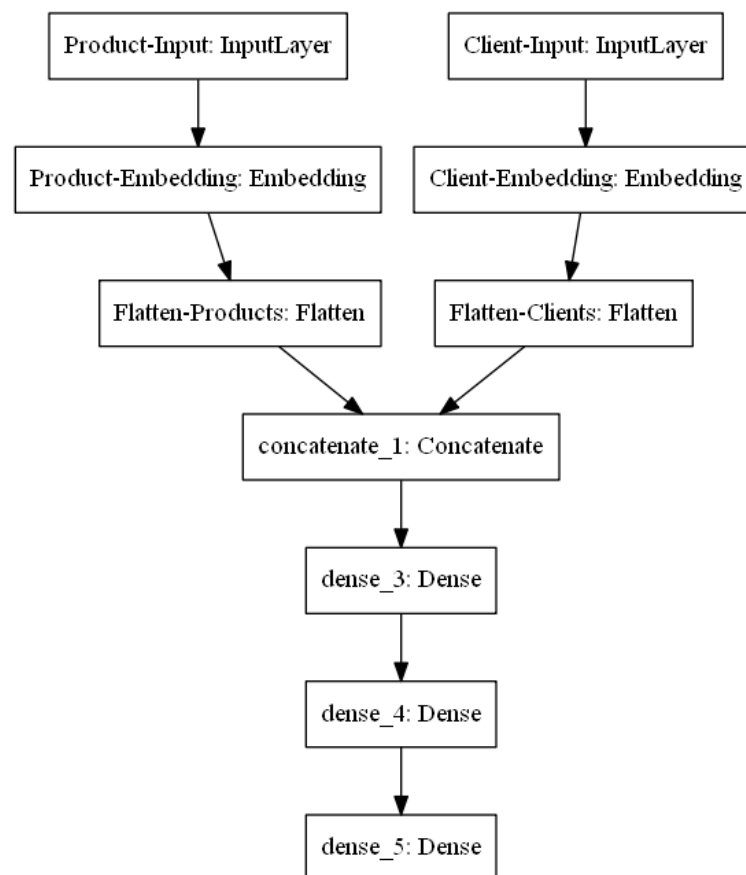 Product-Input: InputLayer
Client-Input: InputLayer
Product-Embedding: Embedding
Client-Embedding: Embedding
Flatten-Products: Flatten
Flatten-Clients: Flatten
concatenate_1: Concatenate
dense_3: Dense
dense_4: Dense
dense_5: Dense